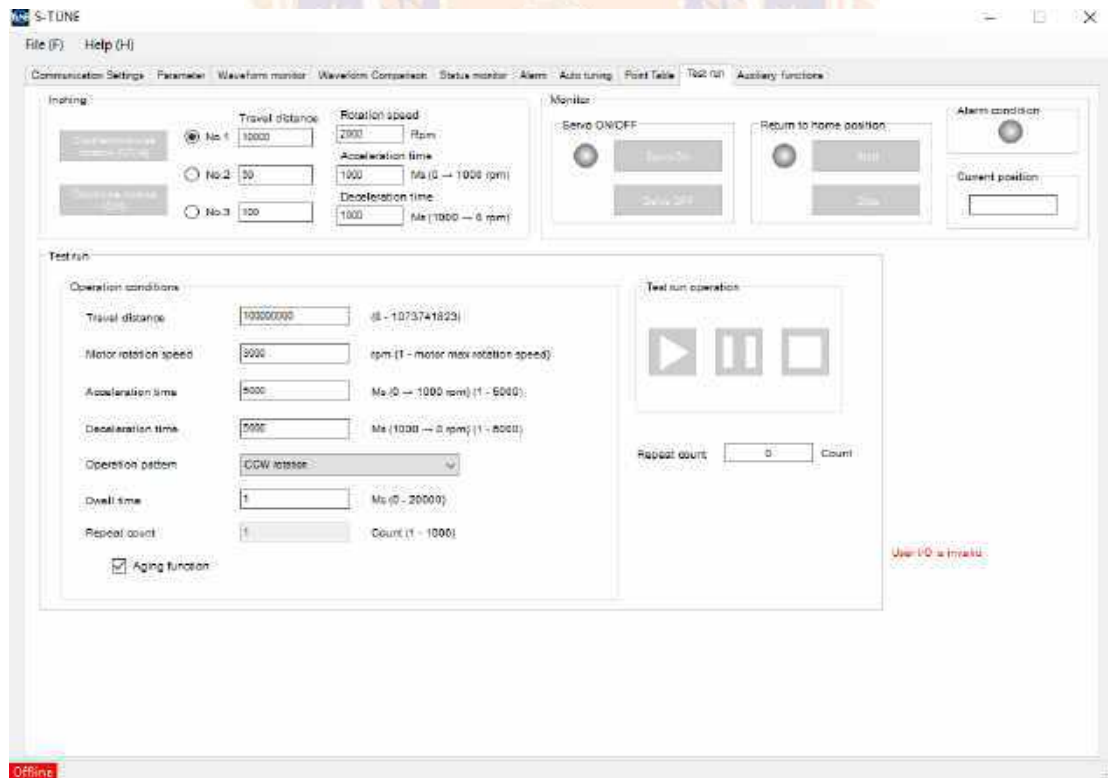 S-TUNE
File (F) Help (H)
Communication Settings Parameter Waveform monitor Waveform Comparison Status monitor Alarm Auto tuning Point Table Test run Auxiliary functions
Inching
Travel distance
No.1 10000
No.2 50
No.3 100
Rotation speed
2000 Rpm
Acceleration time
1000 Ms (0 → 1000 rpm)
Deceleration time
1000 Ms (1000 → 0 rpm)
Monitor
Servo ON/OFF
Servo ON
Servo OFF
Return to home position
Start
Stop
Alarm condition
Current position
Test run
Operation conditions
Travel distance 100000000 (0 - 1073741823)
Motor rotation speed 3000 rpm (1 - motor max rotation speed)
Acceleration time 5000 Ms (0 → 1000 rpm) (1 - 5000)
Deceleration time 5000 Ms (1000 → 0 rpm) (1 - 5000)
Operation pattern CCW rotation
Dwell time 1 Ms (0 - 20000)
Repeat count 1 Count (1 - 1000)
Aging function
Test run operation
Repeat count 0 Count
User I/O is invalid
Offline